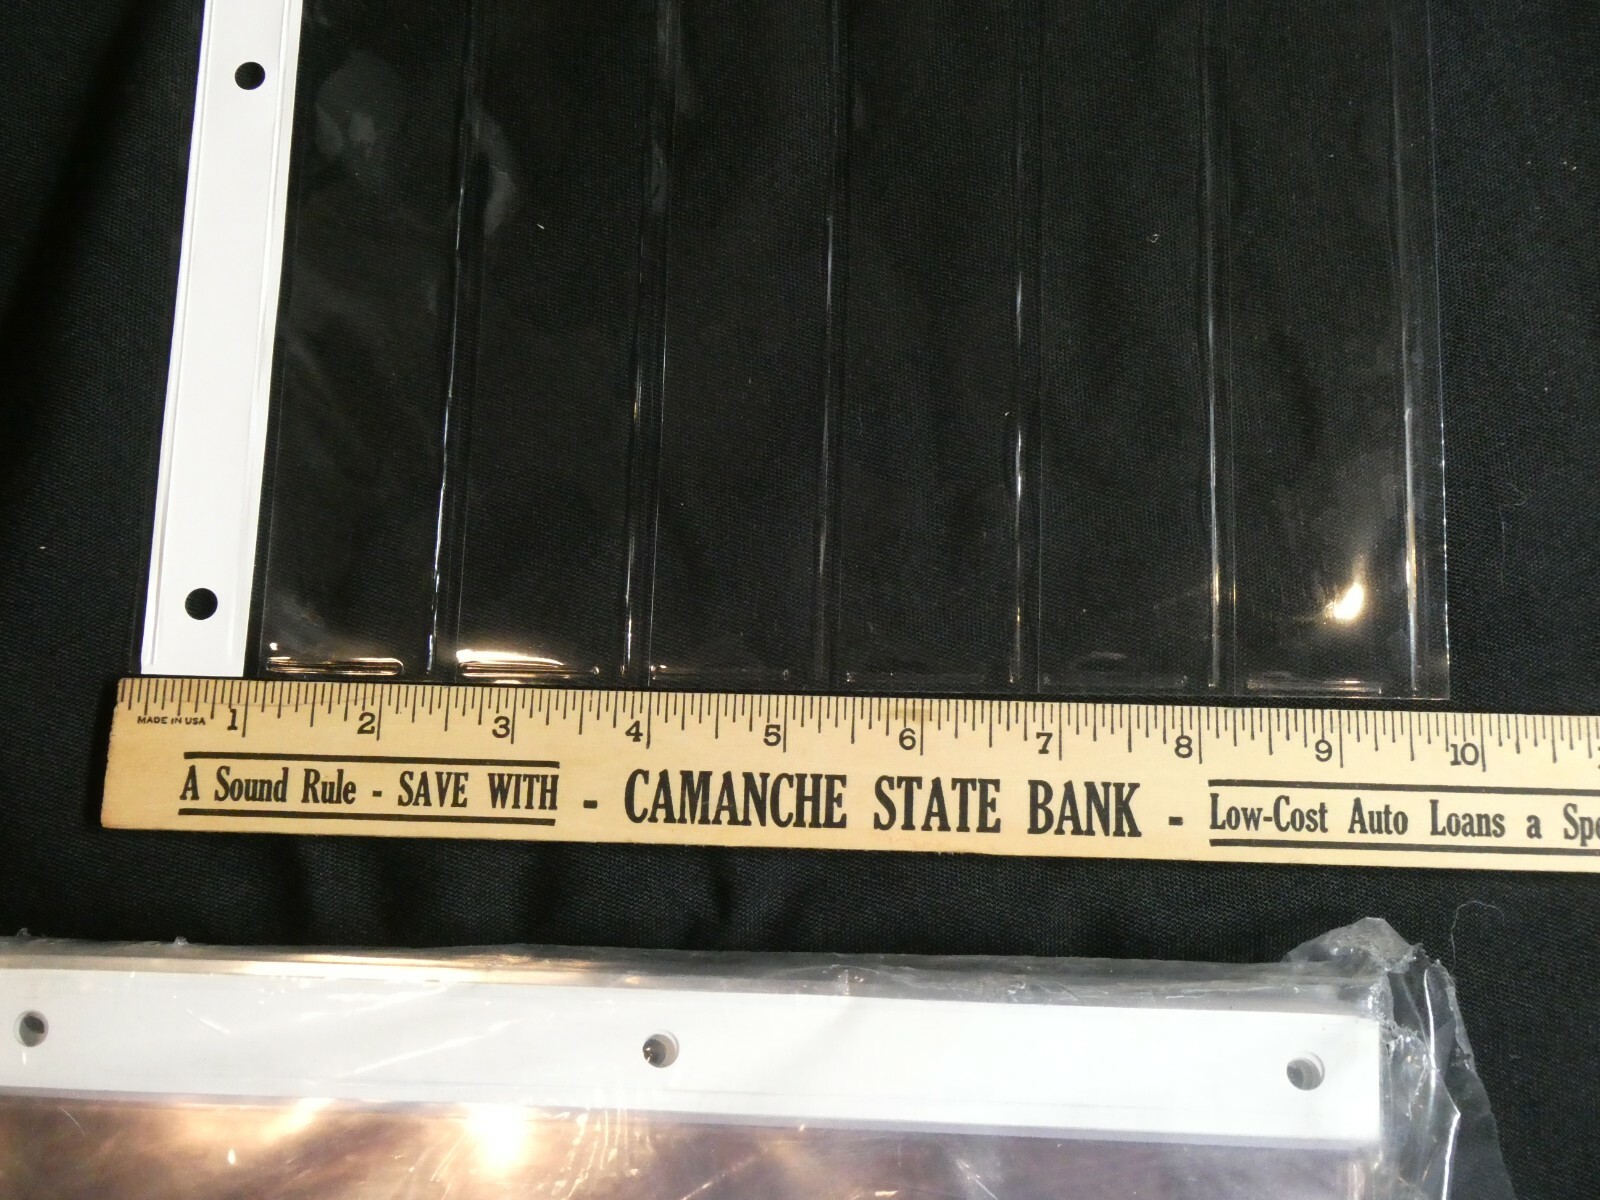 1 2 3 4 5 6 7 8 9 10
MADE IN USA
A Sound Rule - SAVE WITH - CAMANCHE STATE BANK - Low-Cost Auto Loans a